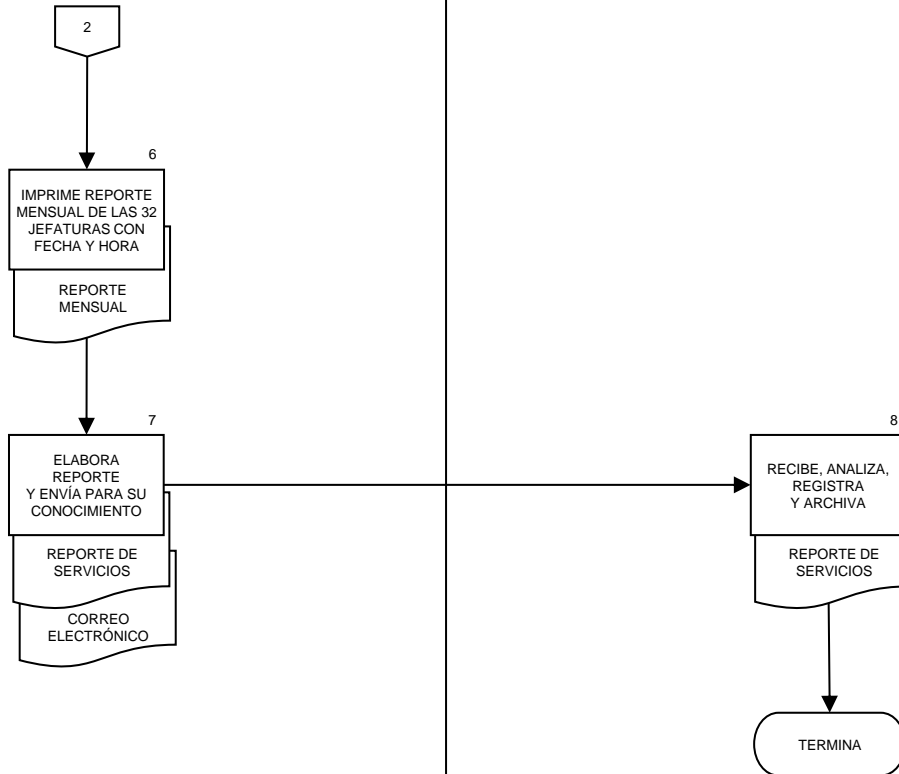 2
6
IMPRIME REPORTE
MENSUAL DE LAS 32
JEFATURAS CON
FECHA Y HORA
REPORTE
MENSUAL
7
ELABORA
REPORTE
Y ENVÍA PARA SU
CONOCIMIENTO
REPORTE DE
SERVICIOS
CORREO
ELECTRÓNICO
8
RECIBE, ANALIZA,
REGISTRA
Y ARCHIVA
REPORTE DE
SERVICIOS
TERMINA